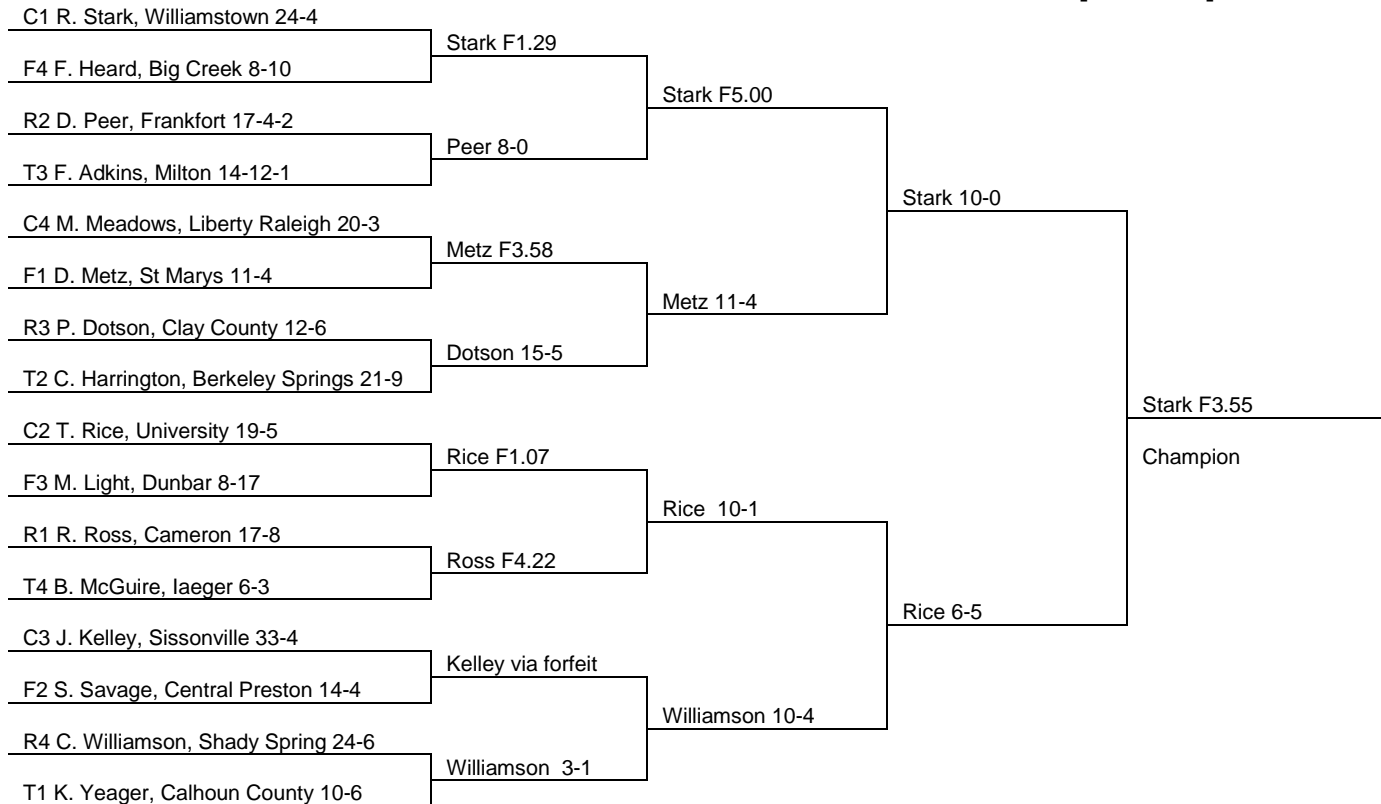 C1 R. Stark, Williamstown 24-4
Stark F1.29
F4 F. Heard, Big Creek 8-10
Stark F5.00
R2 D. Peer, Frankfort 17-4-2
Peer 8-0
T3 F. Adkins, Milton 14-12-1
Stark 10-0
C4 M. Meadows, Liberty Raleigh 20-3
Metz F3.58
F1 D. Metz, St Marys 11-4
Metz 11-4
R3 P. Dotson, Clay County 12-6
Dotson 15-5
T2 C. Harrington, Berkeley Springs 21-9
Stark F3.55
C2 T. Rice, University 19-5
Rice F1.07
Champion
F3 M. Light, Dunbar 8-17
Rice  10-1
R1 R. Ross, Cameron 17-8
Ross F4.22
T4 B. McGuire, Iaeger 6-3
Rice 6-5
C3 J. Kelley, Sissonville 33-4
Kelley via forfeit
F2 S. Savage, Central Preston 14-4
Williamson 10-4
R4 C. Williamson, Shady Spring 24-6
Williamson  3-1
T1 K. Yeager, Calhoun County 10-6